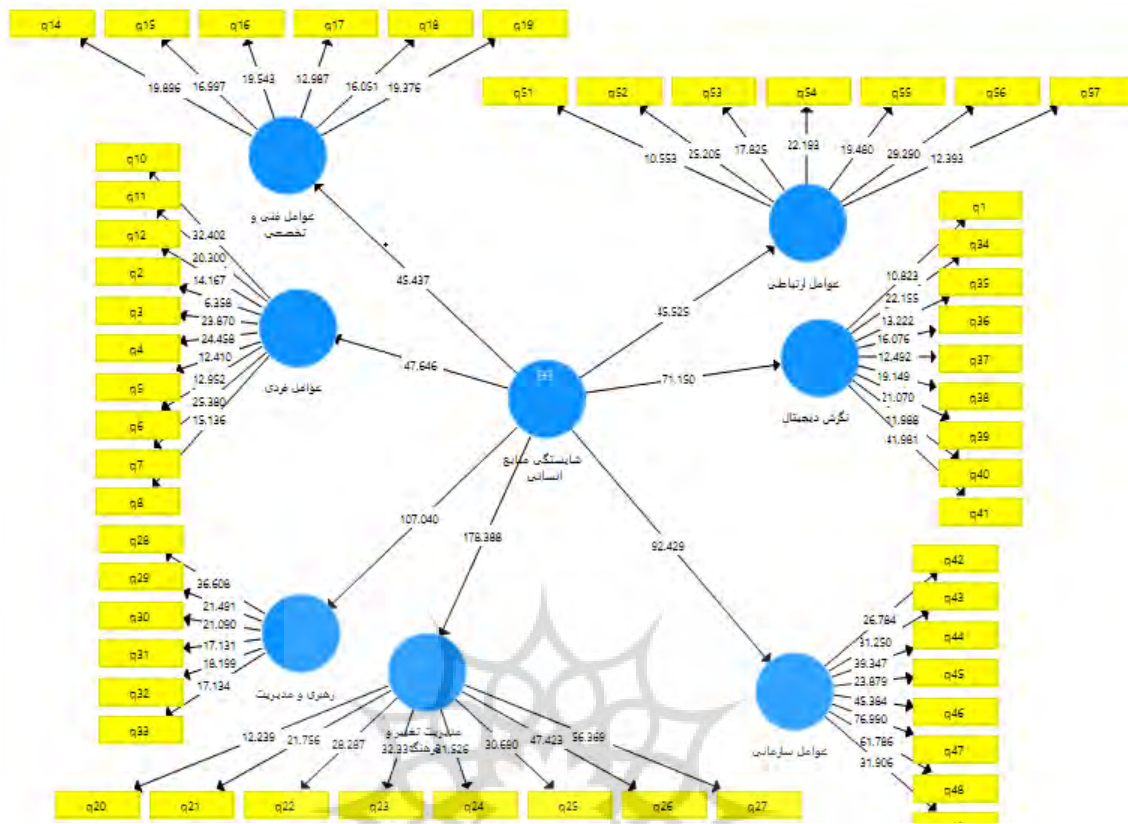 q14 q15 q16 q17 q18 q19
19.896 16.997 19.543 12.987 16.051 19.376
عوامل فنی و
تخصصی
q51 q52 q53 q54 q55 q56 q57
10.553 25.205 17.825 22.193 19.480 29.290 12.393
عوامل ارتباطی
q10
q11
q12
q2
q3
q4
q5
q6
q7
q8
32.402
20.300
14.167
6.358
23.870
24.458
12.410
12.952
25.380
15.136
عوامل فردی
q1
q34
q35
q36
q37
q38
q39
q40
q41
10.823
22.155
13.222
16.076
12.492
19.149
21.070
41.981
نگرش دیجیتال
45.437
45.525
47.646
71.150
شایستگی منابع
انسانی
107.040
178.388
92.429
q28
q29
q30
q31
q32
q33
36.608
21.491
21.090
17.131
18.199
17.134
رهبری و مدیریت
مدیریت تغییر و
12.239 21.756 28.287 32.33 31.526 30.680 47.423 56.369
q20 q21 q22 q23 q24 q25 q26 q27
q42
q43
q44
q45
q46
q47
q48
26.784
31.250
39.347
23.879
45.384
76.990
61.786
31.906
عوامل سازمانی